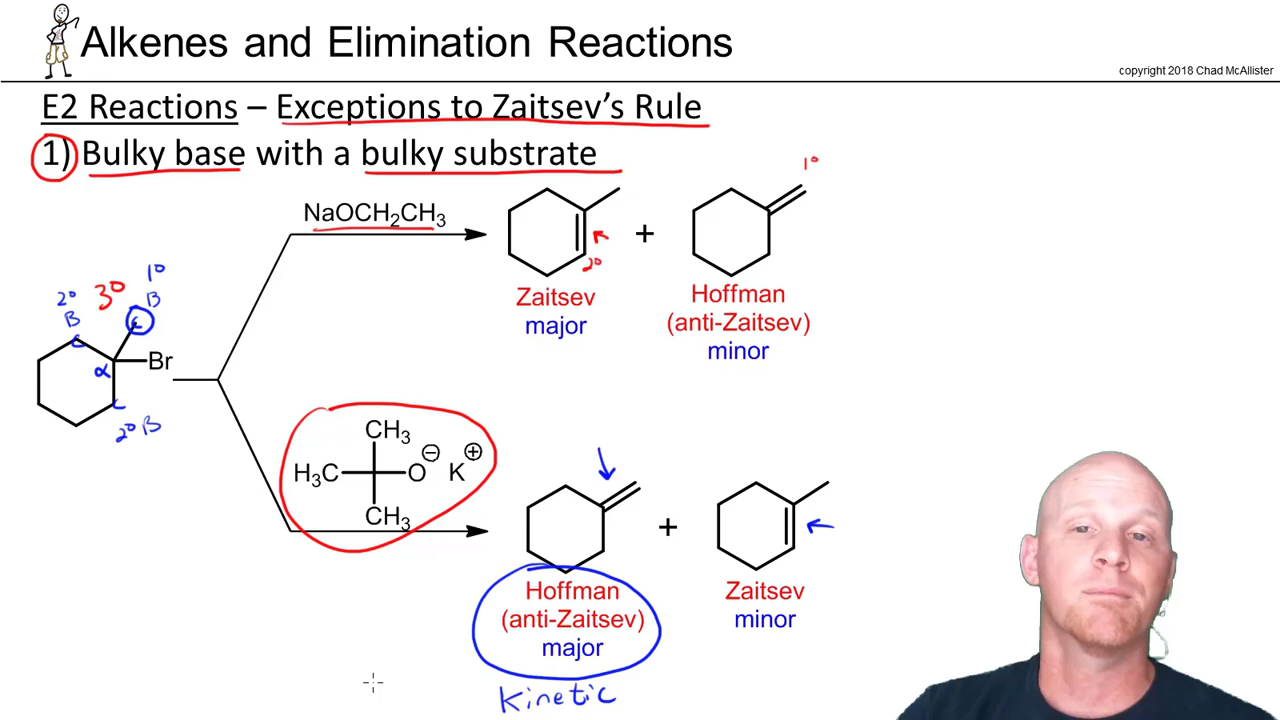 Alkenes and Elimination Reactions
copyright 2018 Chad McAllister
E2 Reactions – Exceptions to Zaitsev's Rule
1) Bulky base with a bulky substrate
1°
NaOCH2CH3
2°
Zaitsev
major
+
Hoffman
(anti-Zaitsev)
minor
1°
2° 3° B
B
C
C
α
Br
C
2° B
CH3
H3C
O
⊖
K
⊕
CH3
+
Hoffman
(anti-Zaitsev)
major
Zaitsev
minor
Kinetic